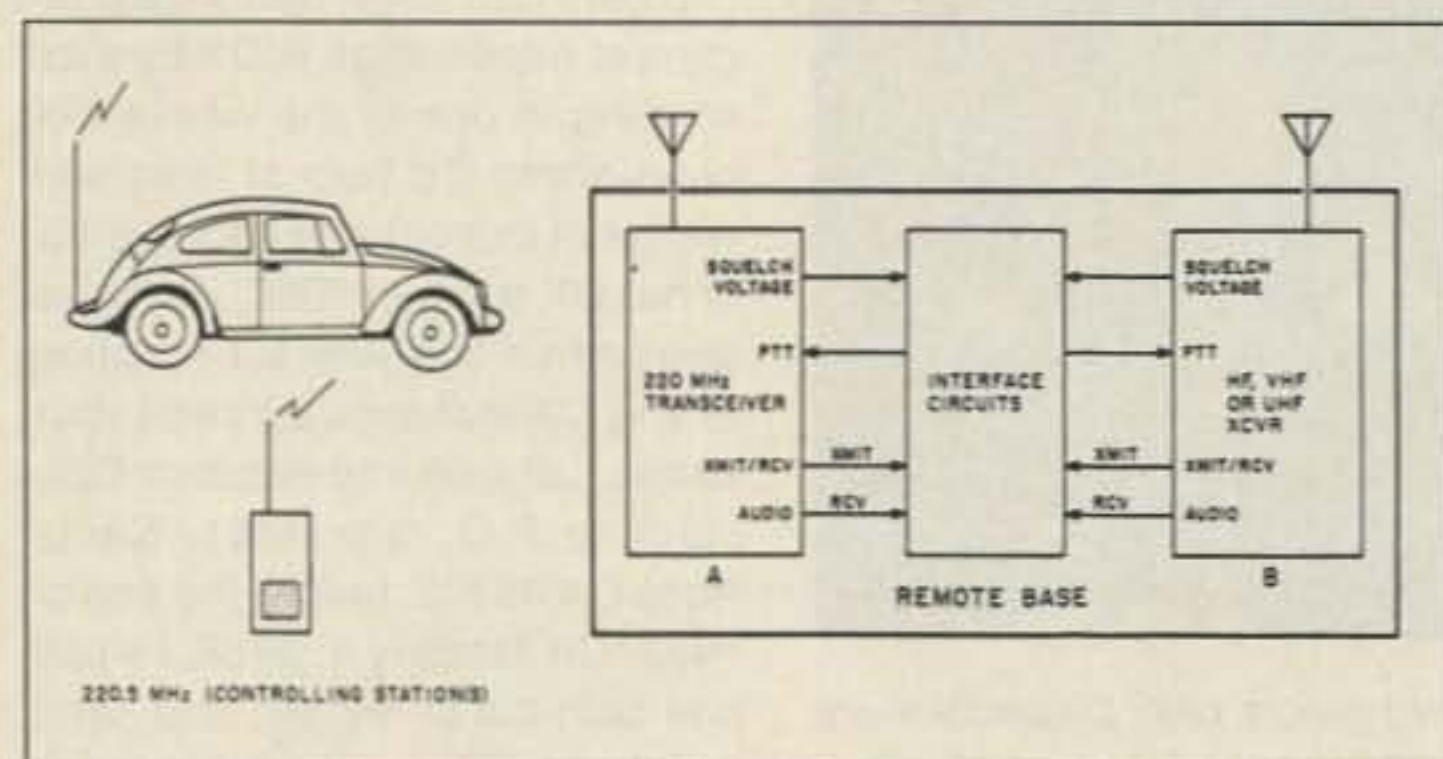 SQUELCH
VOLTAGE
PTT
220 MHz
TRANSCEIVER
XMIT/RCV
AUDIO
A
XMIT
RCV
INTERFACE
CIRCUITS
XMIT
RCV
SQUELCH
VOLTAGE
PTT
HF, VHF
OR UHF
XCVR
XMIT/RCV
AUDIO
B
REMOTE BASE
220.5 MHz (CONTROLLING STATION(S)